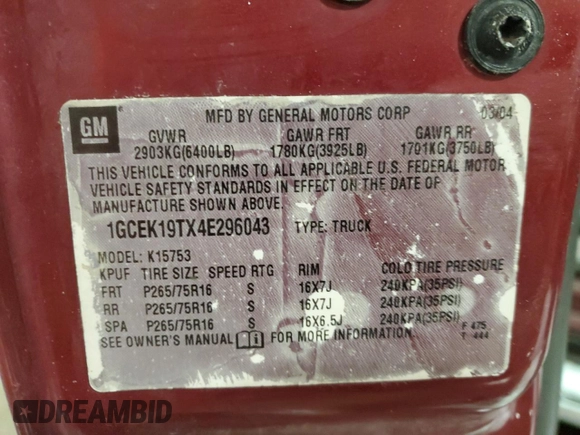 GM
MFD BY GENERAL MOTORS CORP 03/04
GVWR GAWR FRT GAWR RR
2903KG(6400LB) 1780KG(3925LB) 1701KG(3750LB)
THIS VEHICLE CONFORMS TO ALL APPLICABLE U.S. FEDERAL MOTOR
VEHICLE SAFETY STANDARDS IN EFFECT ON THE DATE OF
MANUFACTURE SHOWN ABOVE.
1GCEK19TX4E296043 TYPE: TRUCK
MODEL: K15753
KPUF TIRE SIZE SPEED RTG RIM COLD TIRE PRESSURE
FRT P265/75R16 S 16X7J 240KPA(35PSI)
RR P265/75R16 S 16X7J 240KPA(35PSI)
SPA P265/75R16 S 16X6.5J 240KPA(35PSI)
SEE OWNER'S MANUAL FOR MORE INFORMATION. F 475
T 444
DREAMBID